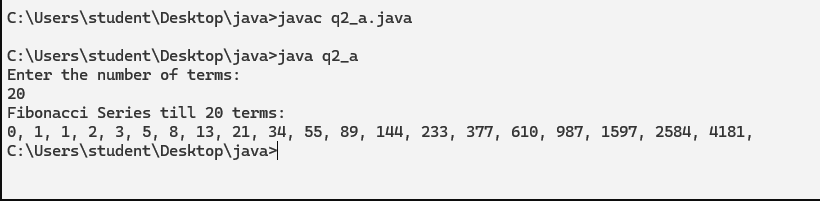 C:\Users\student\Desktop\java>javac q2_a.java
C:\Users\student\Desktop\java>java q2_a
Enter the number of terms:
20
Fibonacci Series till 20 terms:
0, 1, 1, 2, 3, 5, 8, 13, 21, 34, 55, 89, 144, 233, 377, 610, 987, 1597, 2584, 4181,
C:\Users\student\Desktop\java>